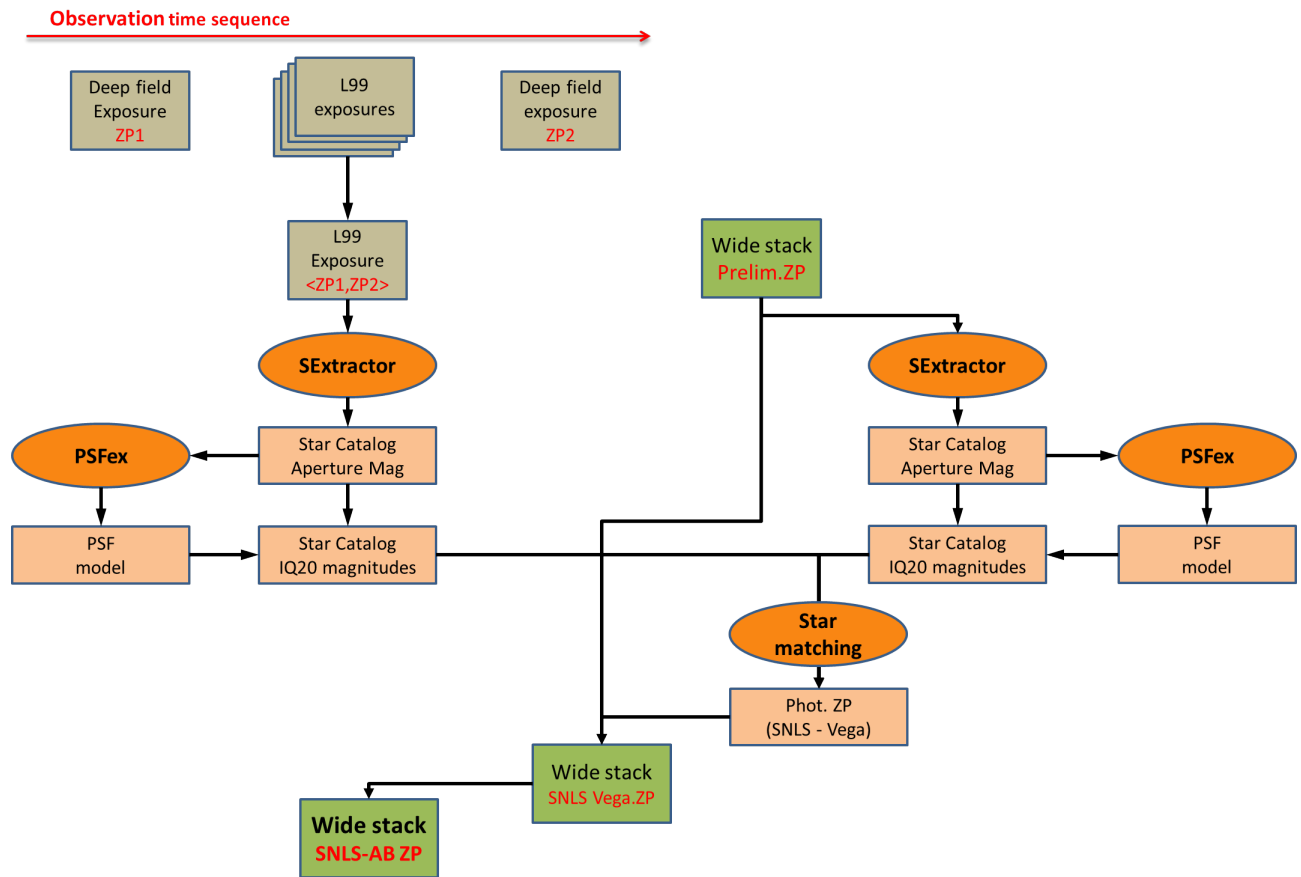 Observation time sequence
Deep field
Exposure
ZP1
L99
exposures
Deep field
exposure
ZP2
L99
Exposure
<ZP1,ZP2>
Wide stack
Prelim.ZP
SExtractor
SExtractor
PSFex
Star Catalog
Aperture Mag
Star Catalog
Aperture Mag
PSFex
PSF
model
Star Catalog
IQ20 magnitudes
Star Catalog
IQ20 magnitudes
PSF
model
Star
matching
Phot. ZP
(SNLS - Vega)
Wide stack
SNLS Vega.ZP
Wide stack
SNLS-AB ZP